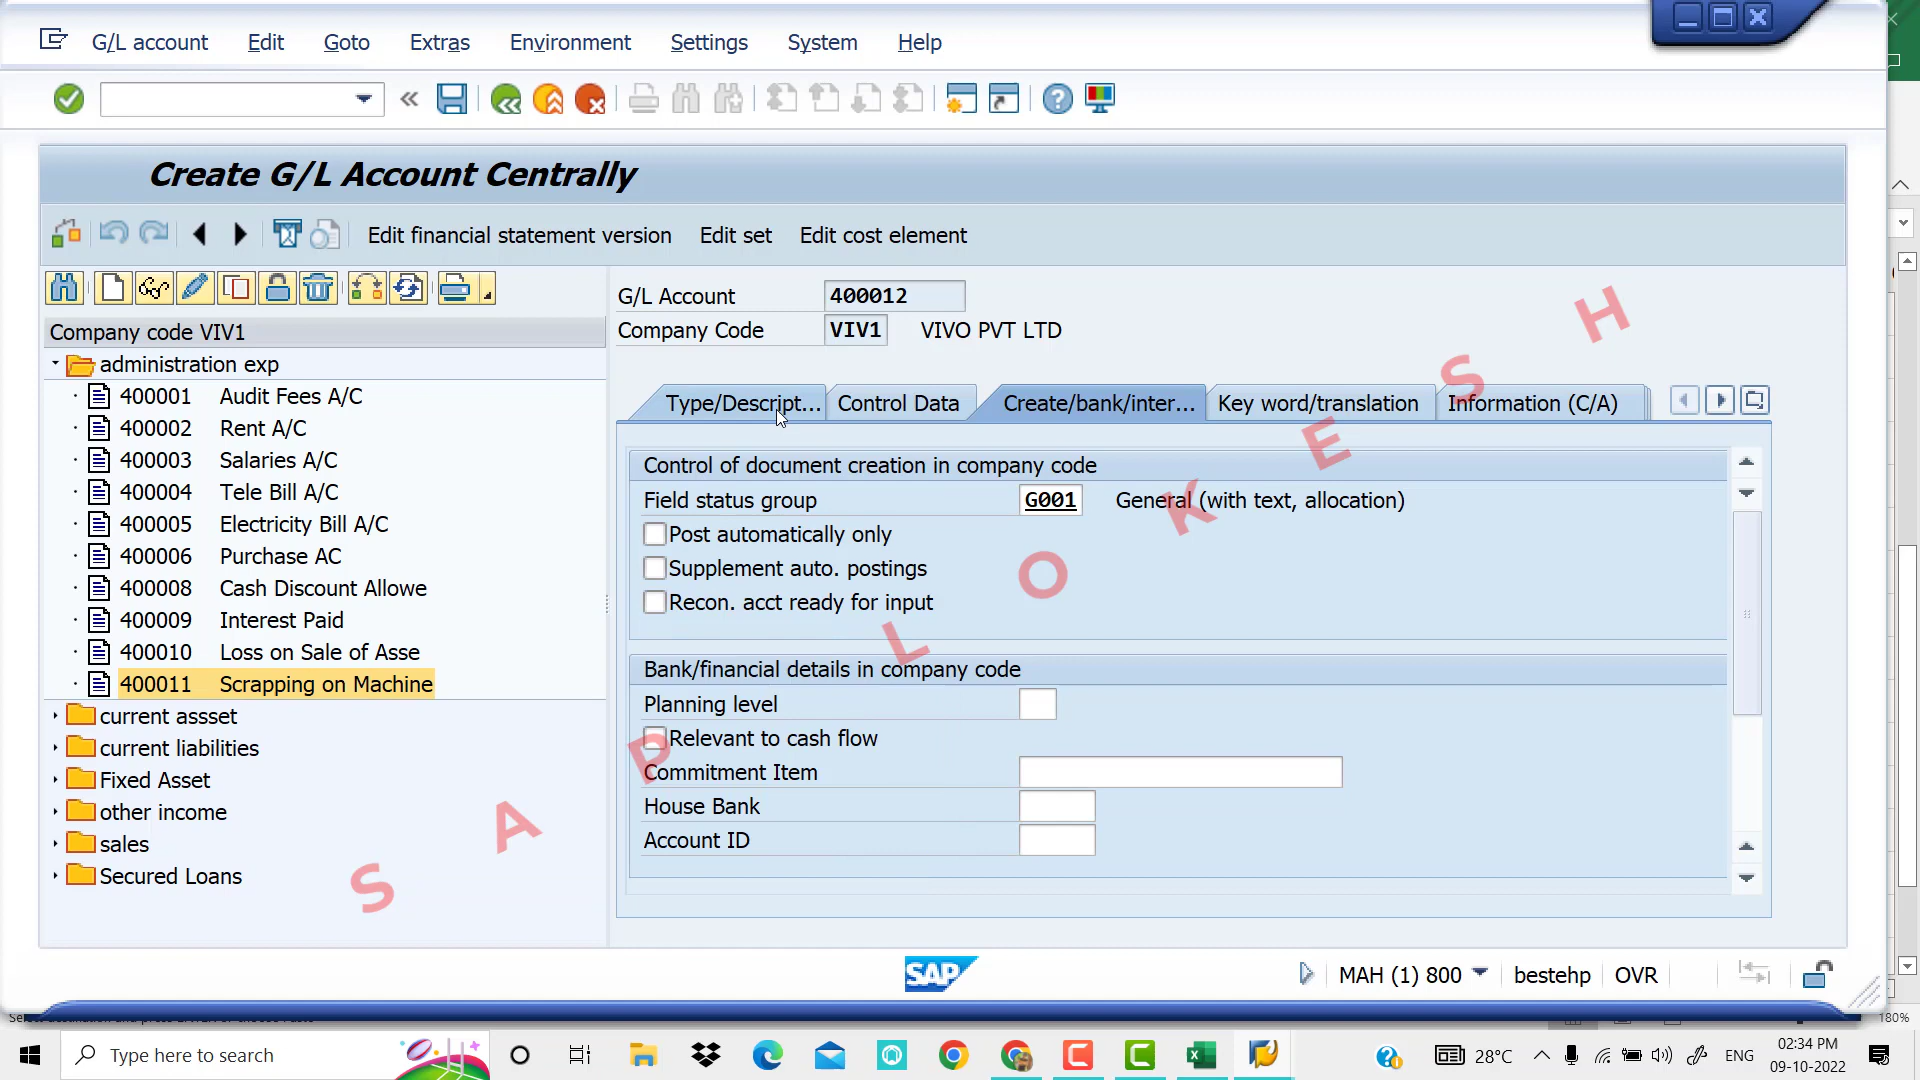 G/L account Edit Goto Extras Environment Settings System Help
Create G/L Account Centrally
Edit financial statement version Edit set Edit cost element
Company code VIV1
administration exp
400001 Audit Fees A/C
400002 Rent A/C
400003 Salaries A/C
400004 Tele Bill A/C
400005 Electricity Bill A/C
400006 Purchase AC
400008 Cash Discount Allowe
400009 Interest Paid
400010 Loss on Sale of Asse
400011 Scrapping on Machine
current assset
current liabilities
Fixed Asset
other income
sales
Secured Loans
G/L Account 400012
Company Code VIV1 VIVO PVT LTD
Type/Descript... Control Data Create/bank/inter... Key word/translation Information (C/A)
Control of document creation in company code
Field status group G001 General (with text, allocation)
Post automatically only
Supplement auto. postings
Recon. acct ready for input
Bank/financial details in company code
Planning level
Relevant to cash flow
Commitment Item
House Bank
Account ID
S A P L O K E S H
SAP
MAH (1) 800 bestehp OVR
180%
Type here to search
28°C ENG 02:34 PM
09-10-2022